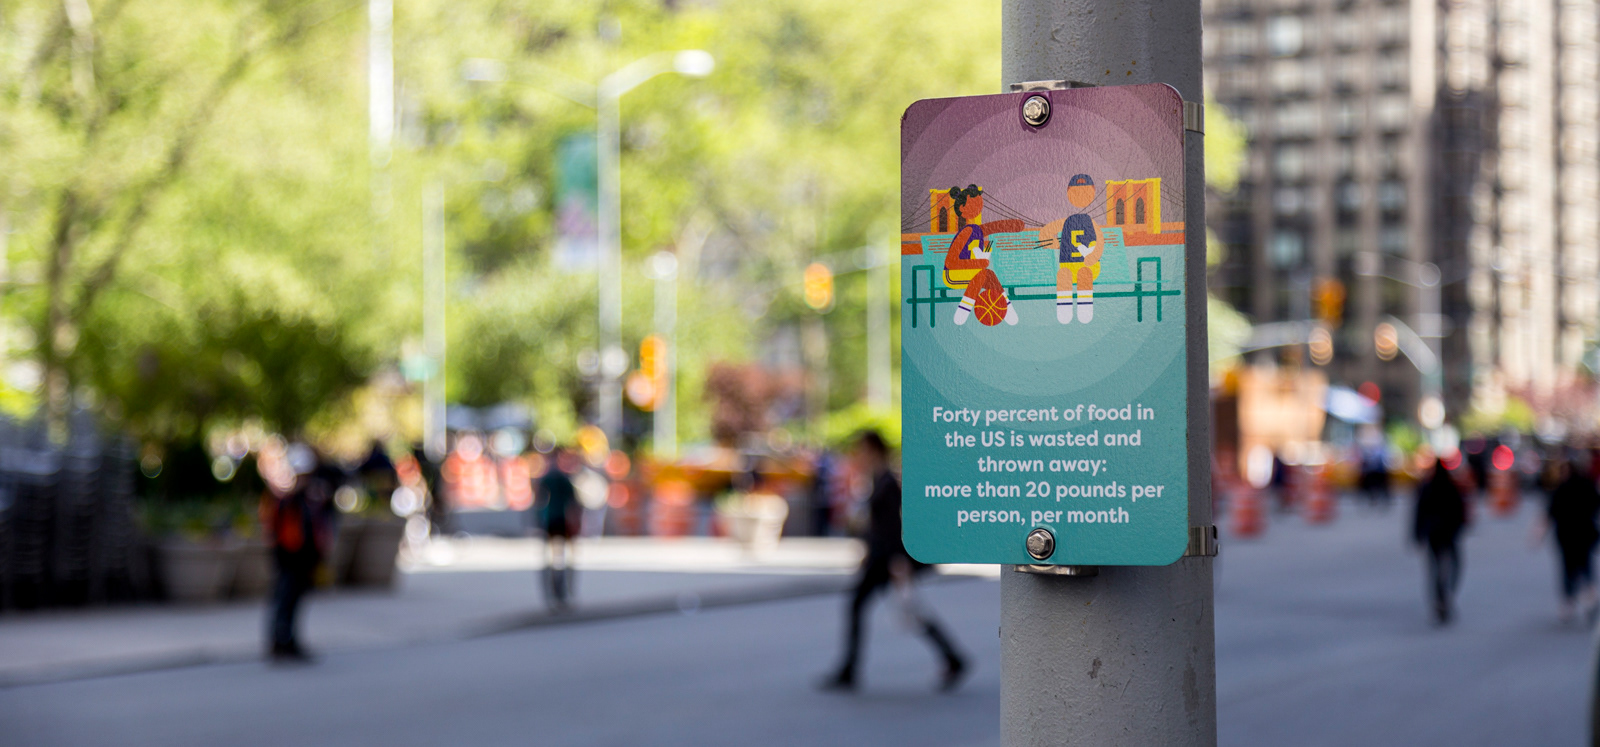 5
Forty percent of food in
the US is wasted and
thrown away:
more than 20 pounds per
person, per month